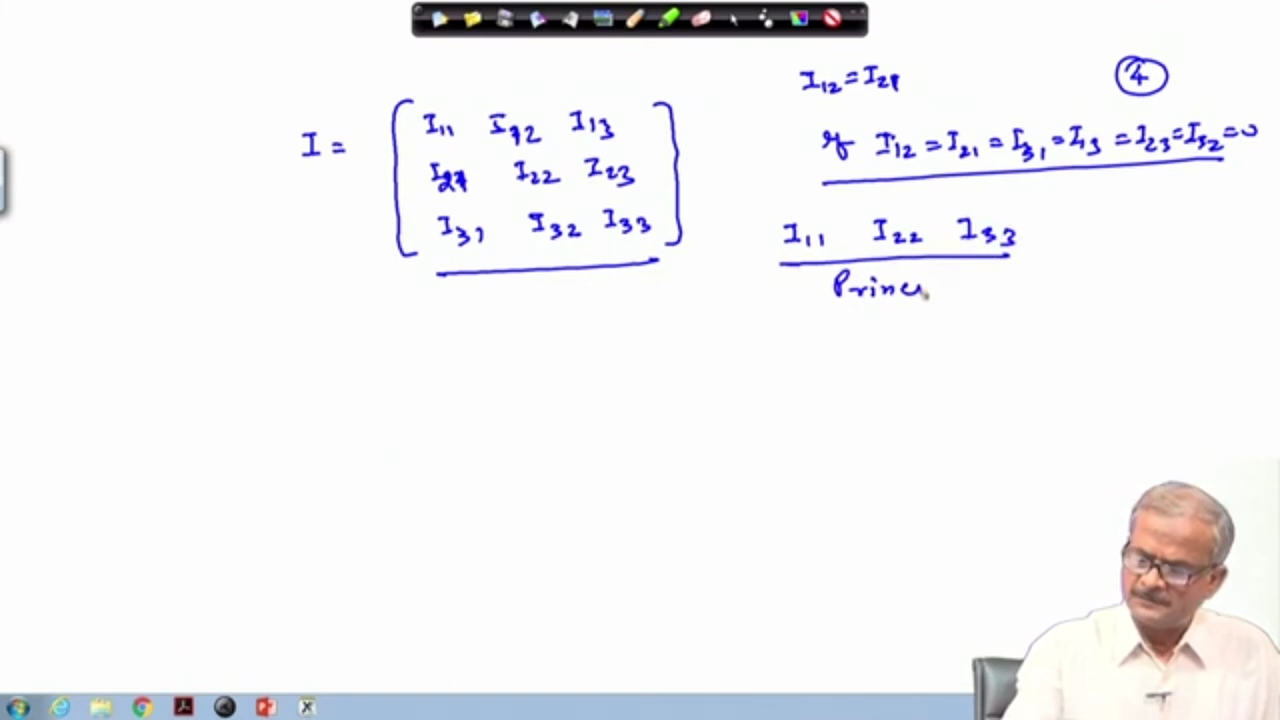 I₁₂ = I₂₁
④
I = [ I₁₁ I₁₂ I₁₃
I₂₁ I₂₂ I₂₃
I₃₁ I₃₂ I₃₃ ]
If I₁₂ = I₂₁ = I₃₁ = I₁₃ = I₂₃ = I₃₂ = 0
I₁₁ I₂₂ I₃₃
Princ